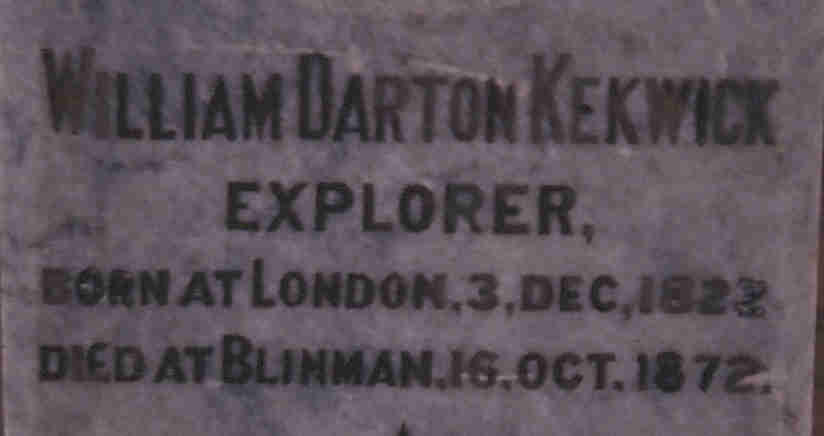 WILLIAM DARTON KEKWICK
EXPLORER,
BORN AT LONDON. 3, DEC,
DIED AT BLINMAN. 16. OCT. 1872.